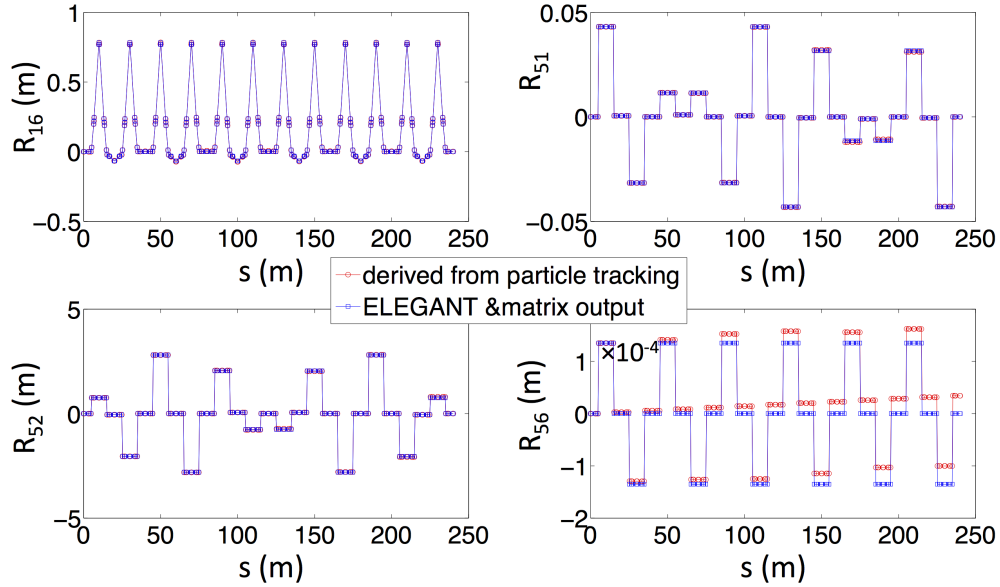 1
0.5
0
−0.5
R16 (m)
0 50 100 150 200 250
s (m)
0.05
0
−0.05
R51
0 50 100 150 200 250
s (m)
derived from particle tracking
ELEGANT &matrix output
5
0
−5
R52 (m)
0 50 100 150 200 250
s (m)
×10-4
1
0
−1
−2
R56 (m)
0 50 100 150 200 250
s (m)